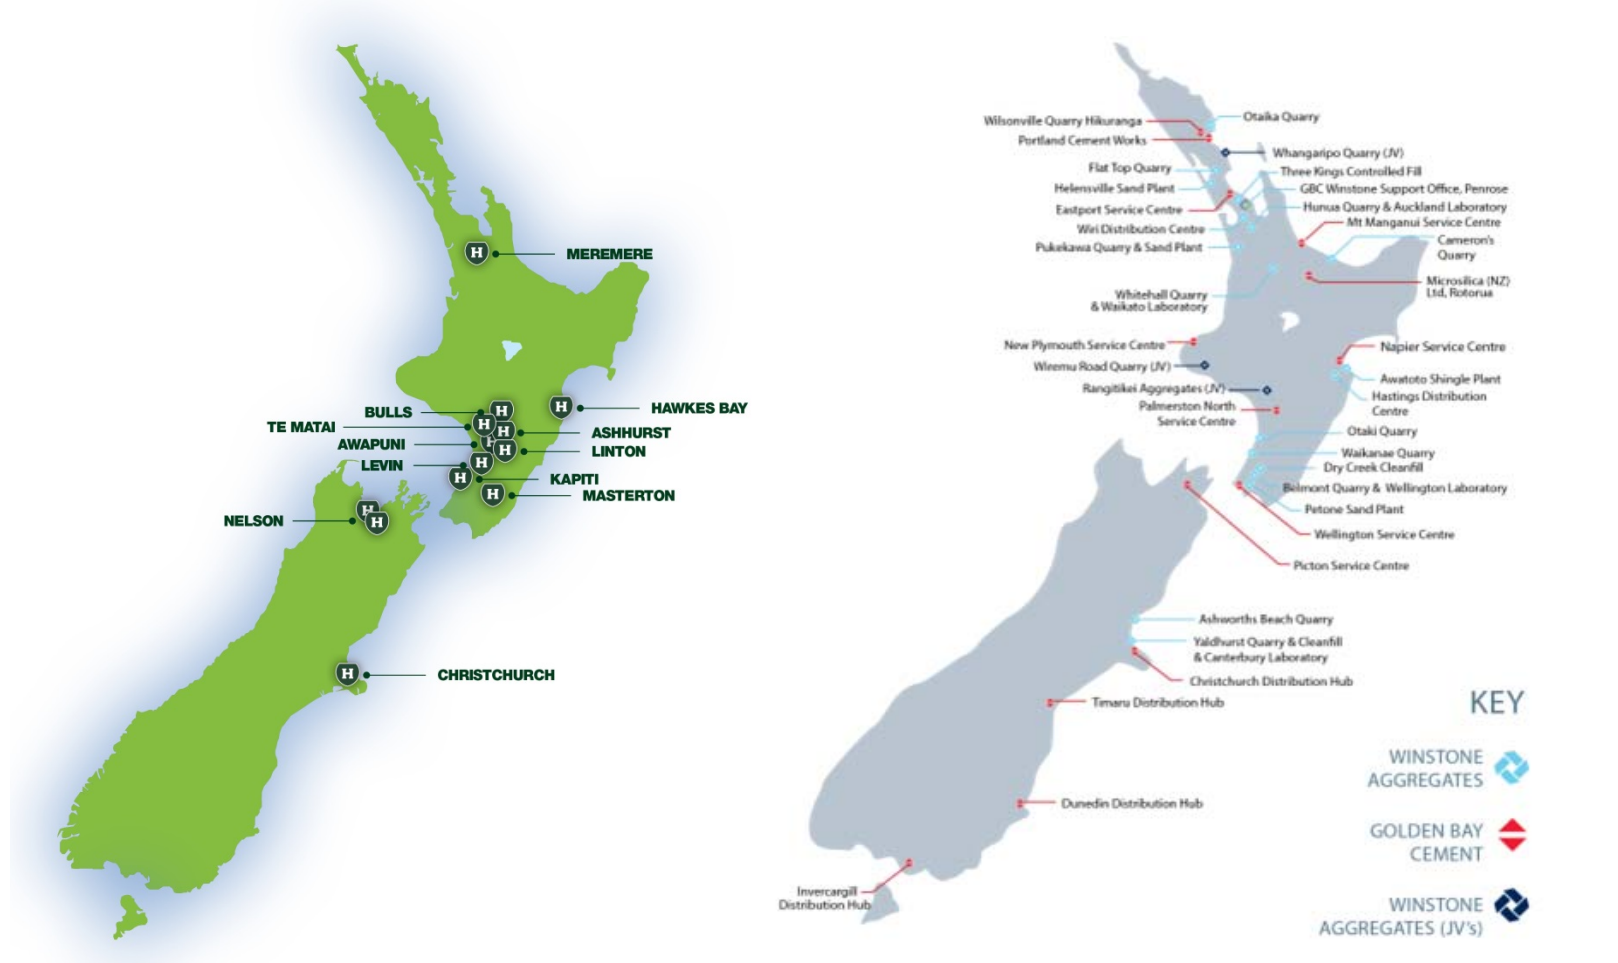 MEREMERE
BULLS
HAWKES BAY
TE MATAI
ASHHURST
AWAPUNI
LINTON
LEVIN
KAPITI
MASTERTON
NELSON
CHRISTCHURCH
H
H
H
H
H
H
H
H
H
H
H
H
H
Otaika Quarry
Wilsonville Quarry Hikuranga
Portland Cement Works
Whangaripo Quarry (JV)
Flat Top Quarry
Three Kings Controlled Fill
Helensville Sand Plant
GBC Winstone Support Office, Penrose
Eastport Service Centre
Hunua Quarry & Auckland Laboratory
Mt Manganui Service Centre
Wiri Distribution Centre
Cameron's
Quarry
Pukekawa Quarry & Sand Plant
Microsilica (NZ)
Ltd, Rotorua
Whitehall Quarry
& Waikato Laboratory
New Plymouth Service Centre
Napier Service Centre
Wiremu Road Quarry (JV)
Awatoto Shingle Plant
Rangitikei Aggregates (JV)
Hastings Distribution
Centre
Palmerston North
Service Centre
Otaki Quarry
Waikanae Quarry
Dry Creek Cleanfill
Belmont Quarry & Wellington Laboratory
Petone Sand Plant
Wellington Service Centre
Picton Service Centre
Ashworths Beach Quarry
Yaldhurst Quarry & Cleanfill
& Canterbury Laboratory
Christchurch Distribution Hub
Timaru Distribution Hub
Dunedin Distribution Hub
Invercargill
Distribution Hub
KEY
WINSTONE
AGGREGATES
GOLDEN BAY
CEMENT
WINSTONE
AGGREGATES (JV's)